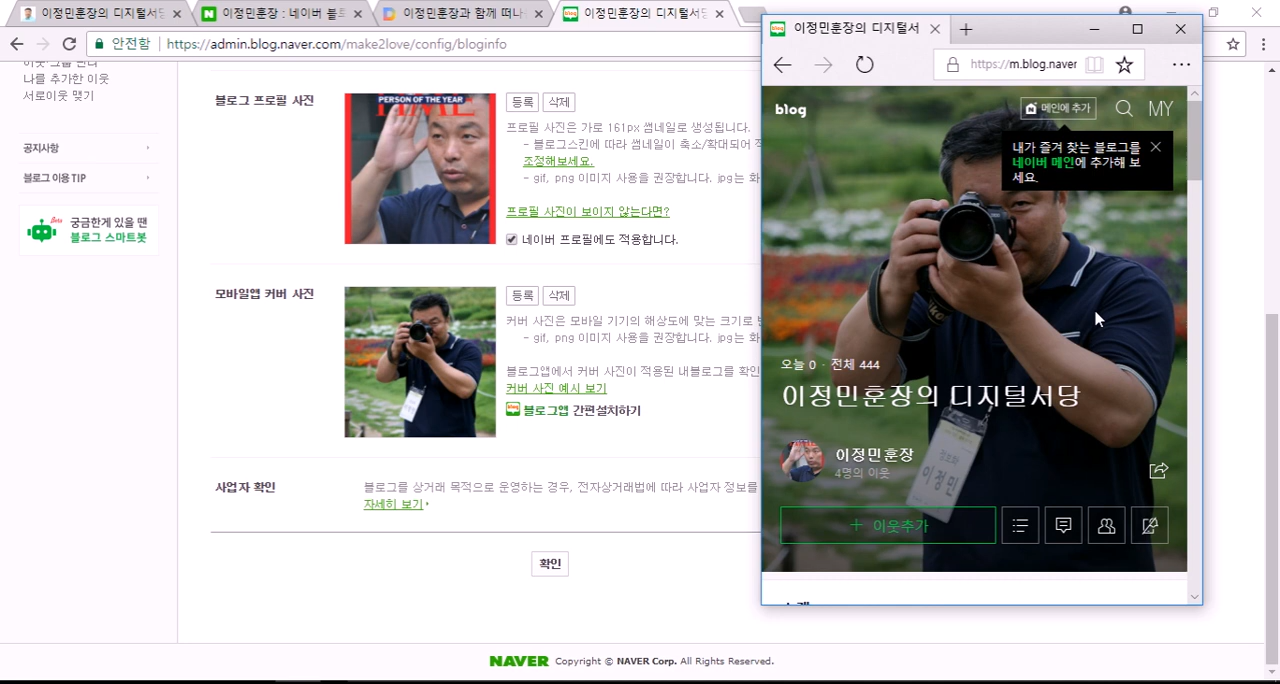 이정민훈장의 디지털서당
이정민훈장 : 네이버 블로
이정민훈장과 함께 떠나는
이정민훈장의 디지털서당
안전함
https://admin.blog.naver.com/make2love/config/bloginfo
나를 추가한 이웃
서로이웃 맺기
공지사항
블로그 이용 TIP
궁금한게 있을 땐
블로그 스마트봇
블로그 프로필 사진
PERSON OF THE YEAR
등록
삭제
프로필 사진은 가로 161px 썸네일로 생성됩니다.
- 블로그스킨에 따라 썸네일이 축소/확대되어
조정해보세요.
- gif, png 이미지 사용을 권장합니다. jpg는 화
프로필 사진이 보이지 않는다면?
네이버 프로필에도 적용합니다.
모바일앱 커버 사진
등록
삭제
커버 사진은 모바일 기기의 해상도에 맞는 크기로
- gif, png 이미지 사용을 권장합니다. jpg는 화
블로그앱에서 커버 사진이 적용된 내블로그를 확인
커버 사진 예시 보기
블로그앱 간편설치하기
사업자 확인
블로그를 상거래 목적으로 운영하는 경우, 전자상거래법에 따라 사업자 정보를
자세히 보기
확인
NAVER Copyright © NAVER Corp. All Rights Reserved.
이정민훈장의 디지털서
https://m.blog.naver
blog
메인에 추가
MY
내가 즐겨 찾는 블로그를
네이버 메인에 추가해 보
세요.
오늘 0 · 전체 444
이정민훈장의 디지털서당
이정민훈장
4명의 이웃
이정민
+ 이웃추가